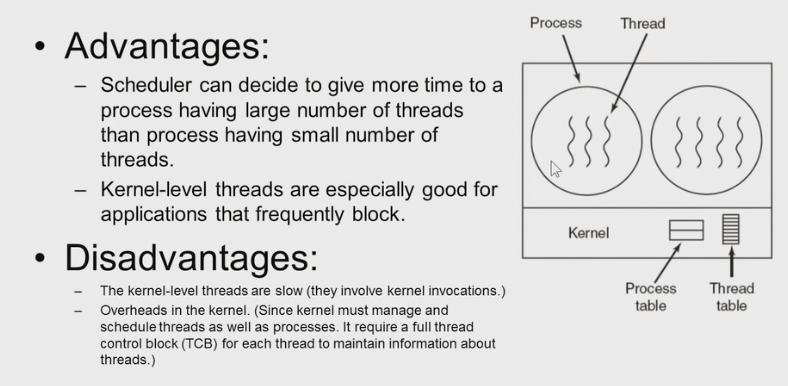 • Advantages:
– Scheduler can decide to give more time to a
process having large number of threads
than process having small number of
threads.
– Kernel-level threads are especially good for
applications that frequently block.
• Disadvantages:
– The kernel-level threads are slow (they involve kernel invocations.)
– Overheads in the kernel. (Since kernel must manage and
schedule threads as well as processes. It require a full thread
control block (TCB) for each thread to maintain information about
threads.)
Process Thread
Kernel
Process
table
Thread
table